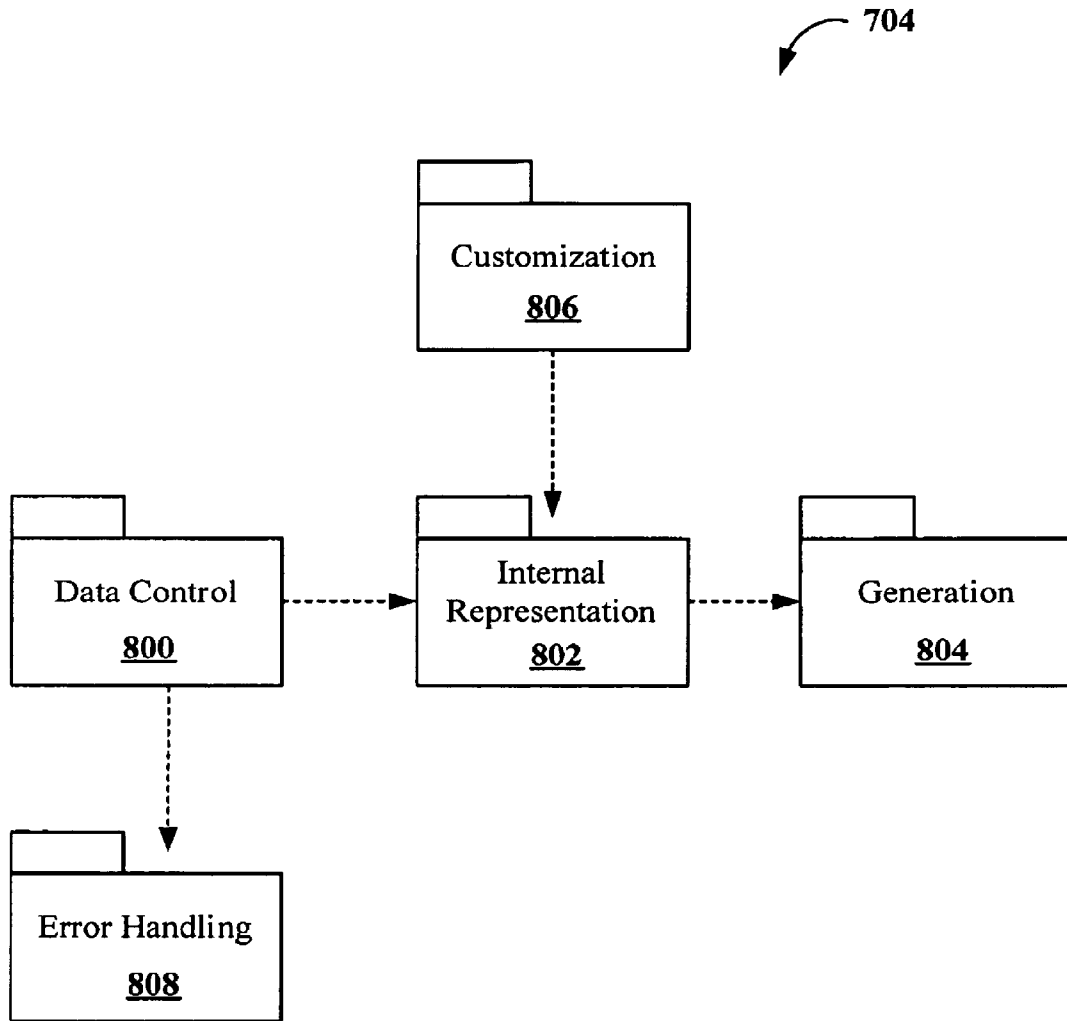 704
Customization
806
Data Control
800
Internal
Representation
802
Generation
804
Error Handling
808